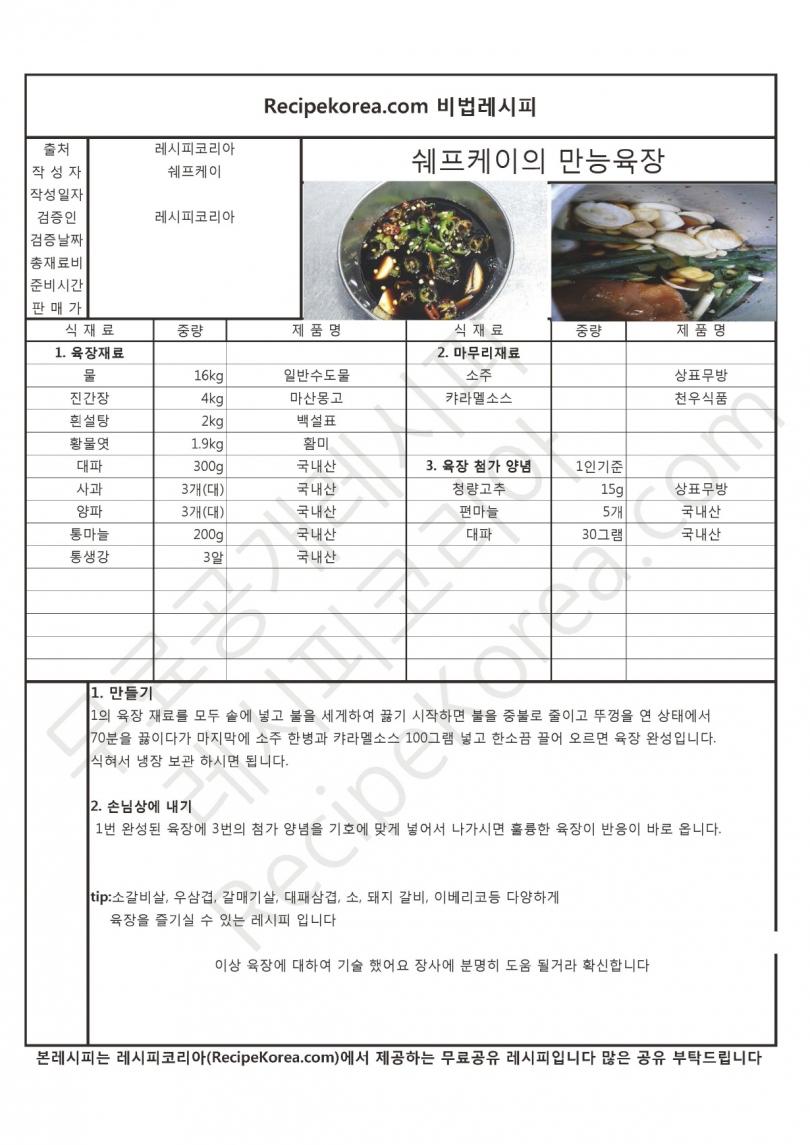 Recipekorea.com 비법레시피
출처 레시피코리아
작 성 자 쉐프케이
작성일자
검증인 레시피코리아
검증날짜
총재료비
준비시간
판 매 가
쉐프케이의 만능육장
식 재 료 중량 제 품 명 식 재 료 중량 제 품 명
1. 육장재료 2. 마무리재료
물 16kg 일반수도물 소주 상표무방
진간장 4kg 마산몽고 캬라멜소스 천우식품
흰설탕 2kg 백설표
황물엿 1.9kg 홤미
대파 300g 국내산 3. 육장 첨가 양념 1인기준
사과 3개(대) 국내산 청량고추 15g 상표무방
양파 3개(대) 국내산 편마늘 5개 국내산
통마늘 200g 국내산 대파 30그램 국내산
통생강 3알 국내산
1. 만들기
1의 육장 재료를 모두 솥에 넣고 불을 세게하여 끓기 시작하면 불을 중불로 줄이고 뚜껑을 연 상태에서
70분을 끓이다가 마지막에 소주 한병과 캬라멜소스 100그램 넣고 한소끔 끌어 오르면 육장 완성입니다.
식혀서 냉장 보관 하시면 됩니다.
2. 손님상에 내기
1번 완성된 육장에 3번의 첨가 양념을 기호에 맞게 넣어서 나가시면 훌륭한 육장이 반응이 바로 옵니다.
tip:소갈비살, 우삼겹, 갈매기살, 대패삼겹, 소, 돼지 갈비, 이베리코등 다양하게
육장을 즐기실 수 있는 레시피 입니다
이상 육장에 대하여 기술 했어요 장사에 분명히 도움 될거라 확신합니다
본레시피는 레시피코리아(RecipeKorea.com)에서 제공하는 무료공유 레시피입니다 많은 공유 부탁드립니다
무료공개레시피
레시피코리아
RecipeKorea.com